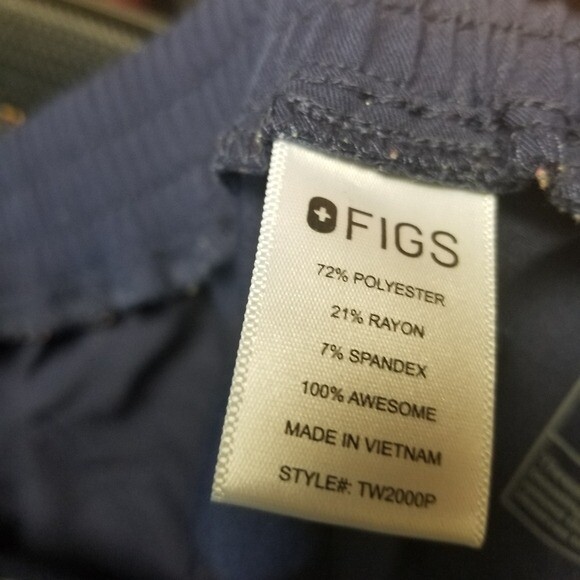 FIGS
72% POLYESTER
21% RAYON
7% SPANDEX
100% AWESOME
MADE IN VIETNAM
STYLE#: TW2000P